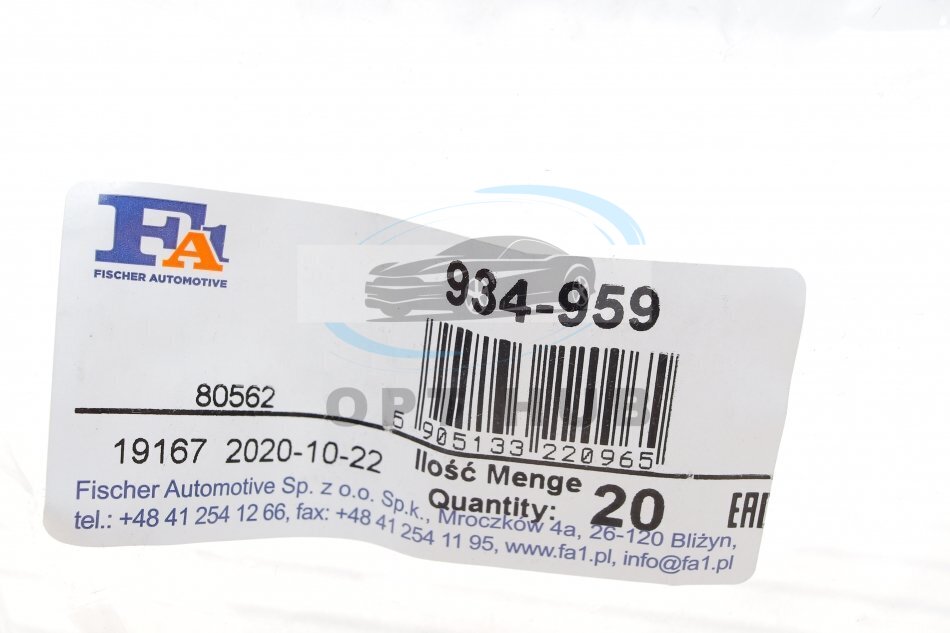 FA1
FISCHER AUTOMOTIVE
934-959
OPT HUB
80562
5 905133 220965
19167 2020-10-22
Ilość Menge
Quantity: 20
EAC
Fischer Automotive Sp. z o.o. Sp.k., Mroczków 4a, 26-120 Bliżyn,
tel.: +48 41 254 12 66, fax: +48 41 254 11 95, www.fa1.pl, info@fa1.pl